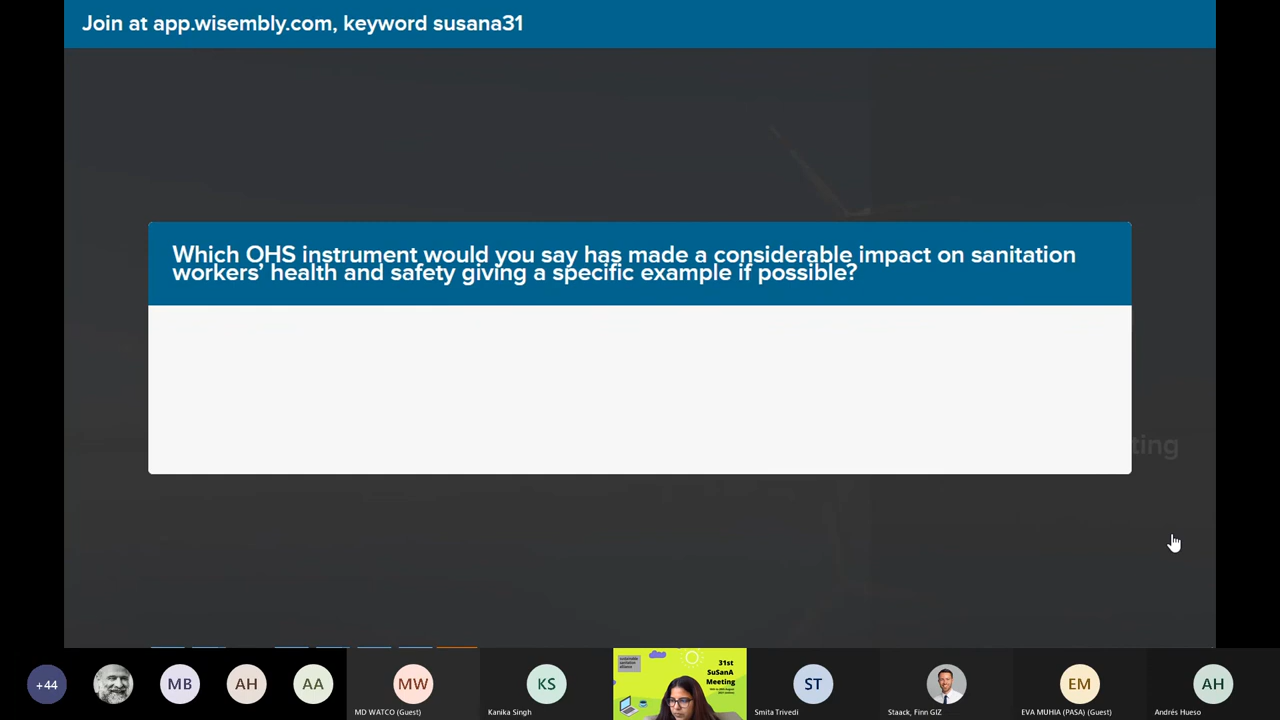 Join at app.wisembly.com, keyword susana31
Which OHS instrument would you say has made a considerable impact on sanitation
workers' health and safety giving a specific example if possible?
ting
+44
MB
AH
AA
MW
KS
31st
SuSanA
Meeting
ST
EM
AH
MD WATCO (Guest)
Kanika Singh
Smita Trivedi
Staack, Finn GIZ
EVA MUHIA (PASA) (Guest)
Andrés Hueso